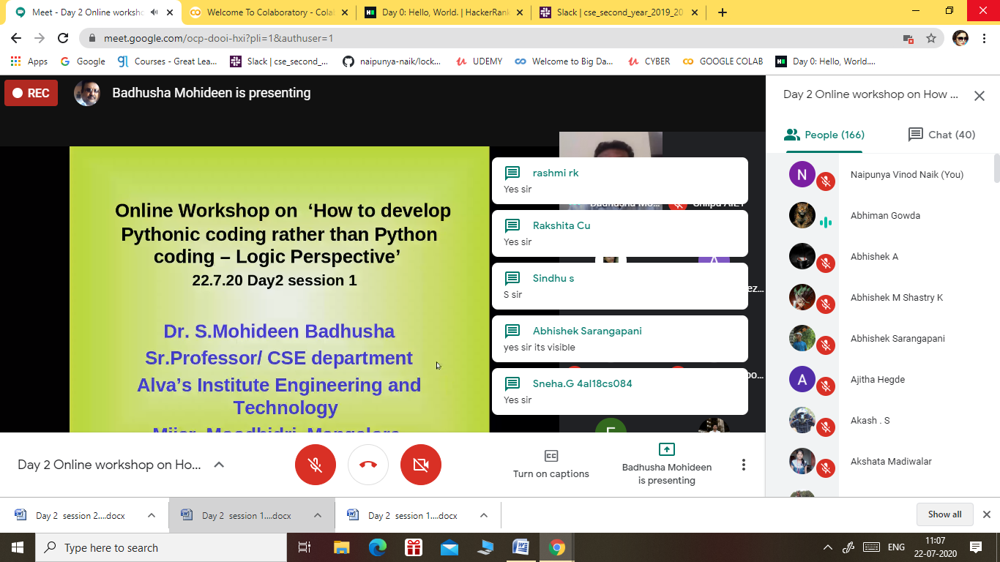 Meet - Day 2 Online worksho
Welcome To Colaboratory - Cola
Day 0: Hello, World. | HackerRan
Slack | cse_second_year_2019_20
meet.google.com/ocp-dooi-hxi?pli=1&authuser=1
Apps
Google
Courses - Great Lea...
Slack | cse_second_...
naipunya-naik/lock...
UDEMY
Welcome to Big Da...
CYBER
GOOGLE COLAB
Day 0: Hello, World....
REC
Badhusha Mohideen is presenting
Online Workshop on ‘How to develop
Pythonic coding rather than Python
coding – Logic Perspective’
22.7.20 Day2 session 1
Dr. S.Mohideen Badhusha
Sr.Professor/ CSE department
Alva’s Institute Engineering and
Technology
Mijar, Moodbidri, Mangalore
rashmi rk
Yes sir
Rakshita Cu
Yes sir
Sindhu s
S sir
Abhishek Sarangapani
yes sir its visible
Sneha.G 4al18cs084
Yes sir
ez...
oo...
Day 2 Online workshop on How ...
People (166)
Chat (40)
N
Naipunya Vinod Naik (You)
Abhiman Gowda
Abhishek A
Abhishek M Shastry K
Abhishek Sarangapani
A
Ajitha Hegde
Akash . S
Akshata Madiwalar
Day 2 Online workshop on Ho...
CC
Turn on captions
Badhusha Mohideen
is presenting
Day 2 session 2....docx
Day 2 session 1....docx
Day 2 session 1....docx
Show all
Type here to search
ENG
11:07
22-07-2020